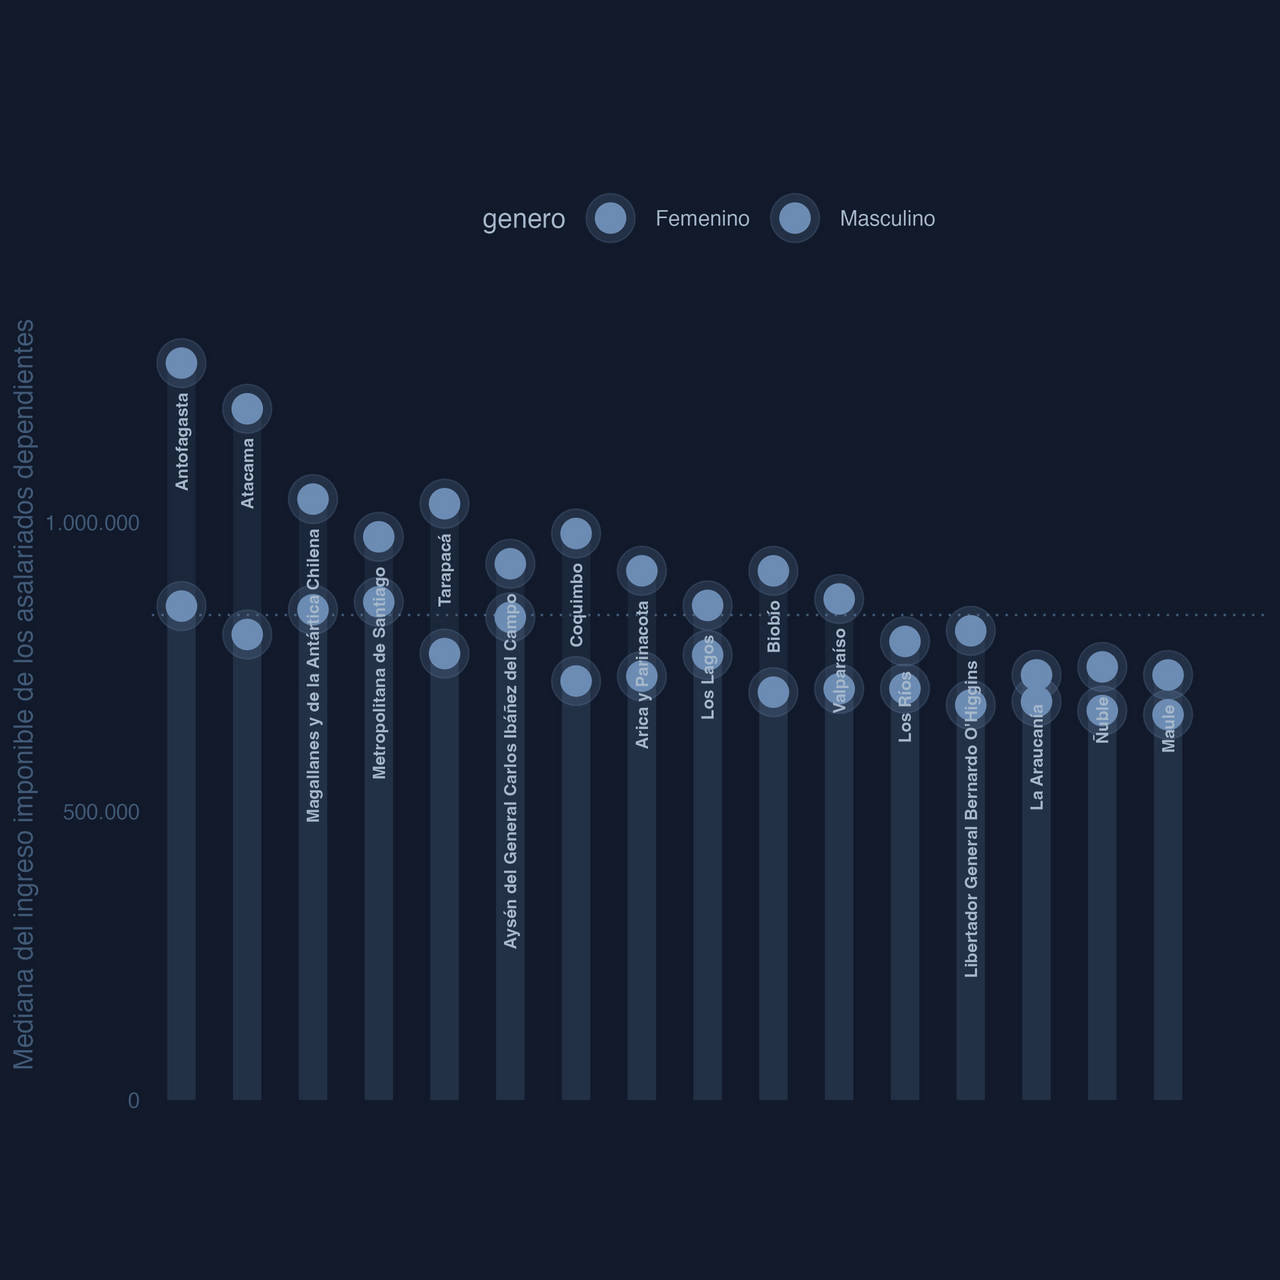 genero
Femenino
Masculino
Mediana del ingreso imponible de los asalariados dependientes
1.000.000
500.000
0
Antofagasta
Atacama
Magallanes y de la Antártica Chilena
Metropolitana de Santiago
Tarapacá
Aysén del General Carlos Ibáñez del Campo
Coquimbo
Arica y Parinacota
Los Lagos
Biobío
Valparaíso
Los Ríos
Libertador General Bernardo O'Higgins
La Araucanía
Ñuble
Maule